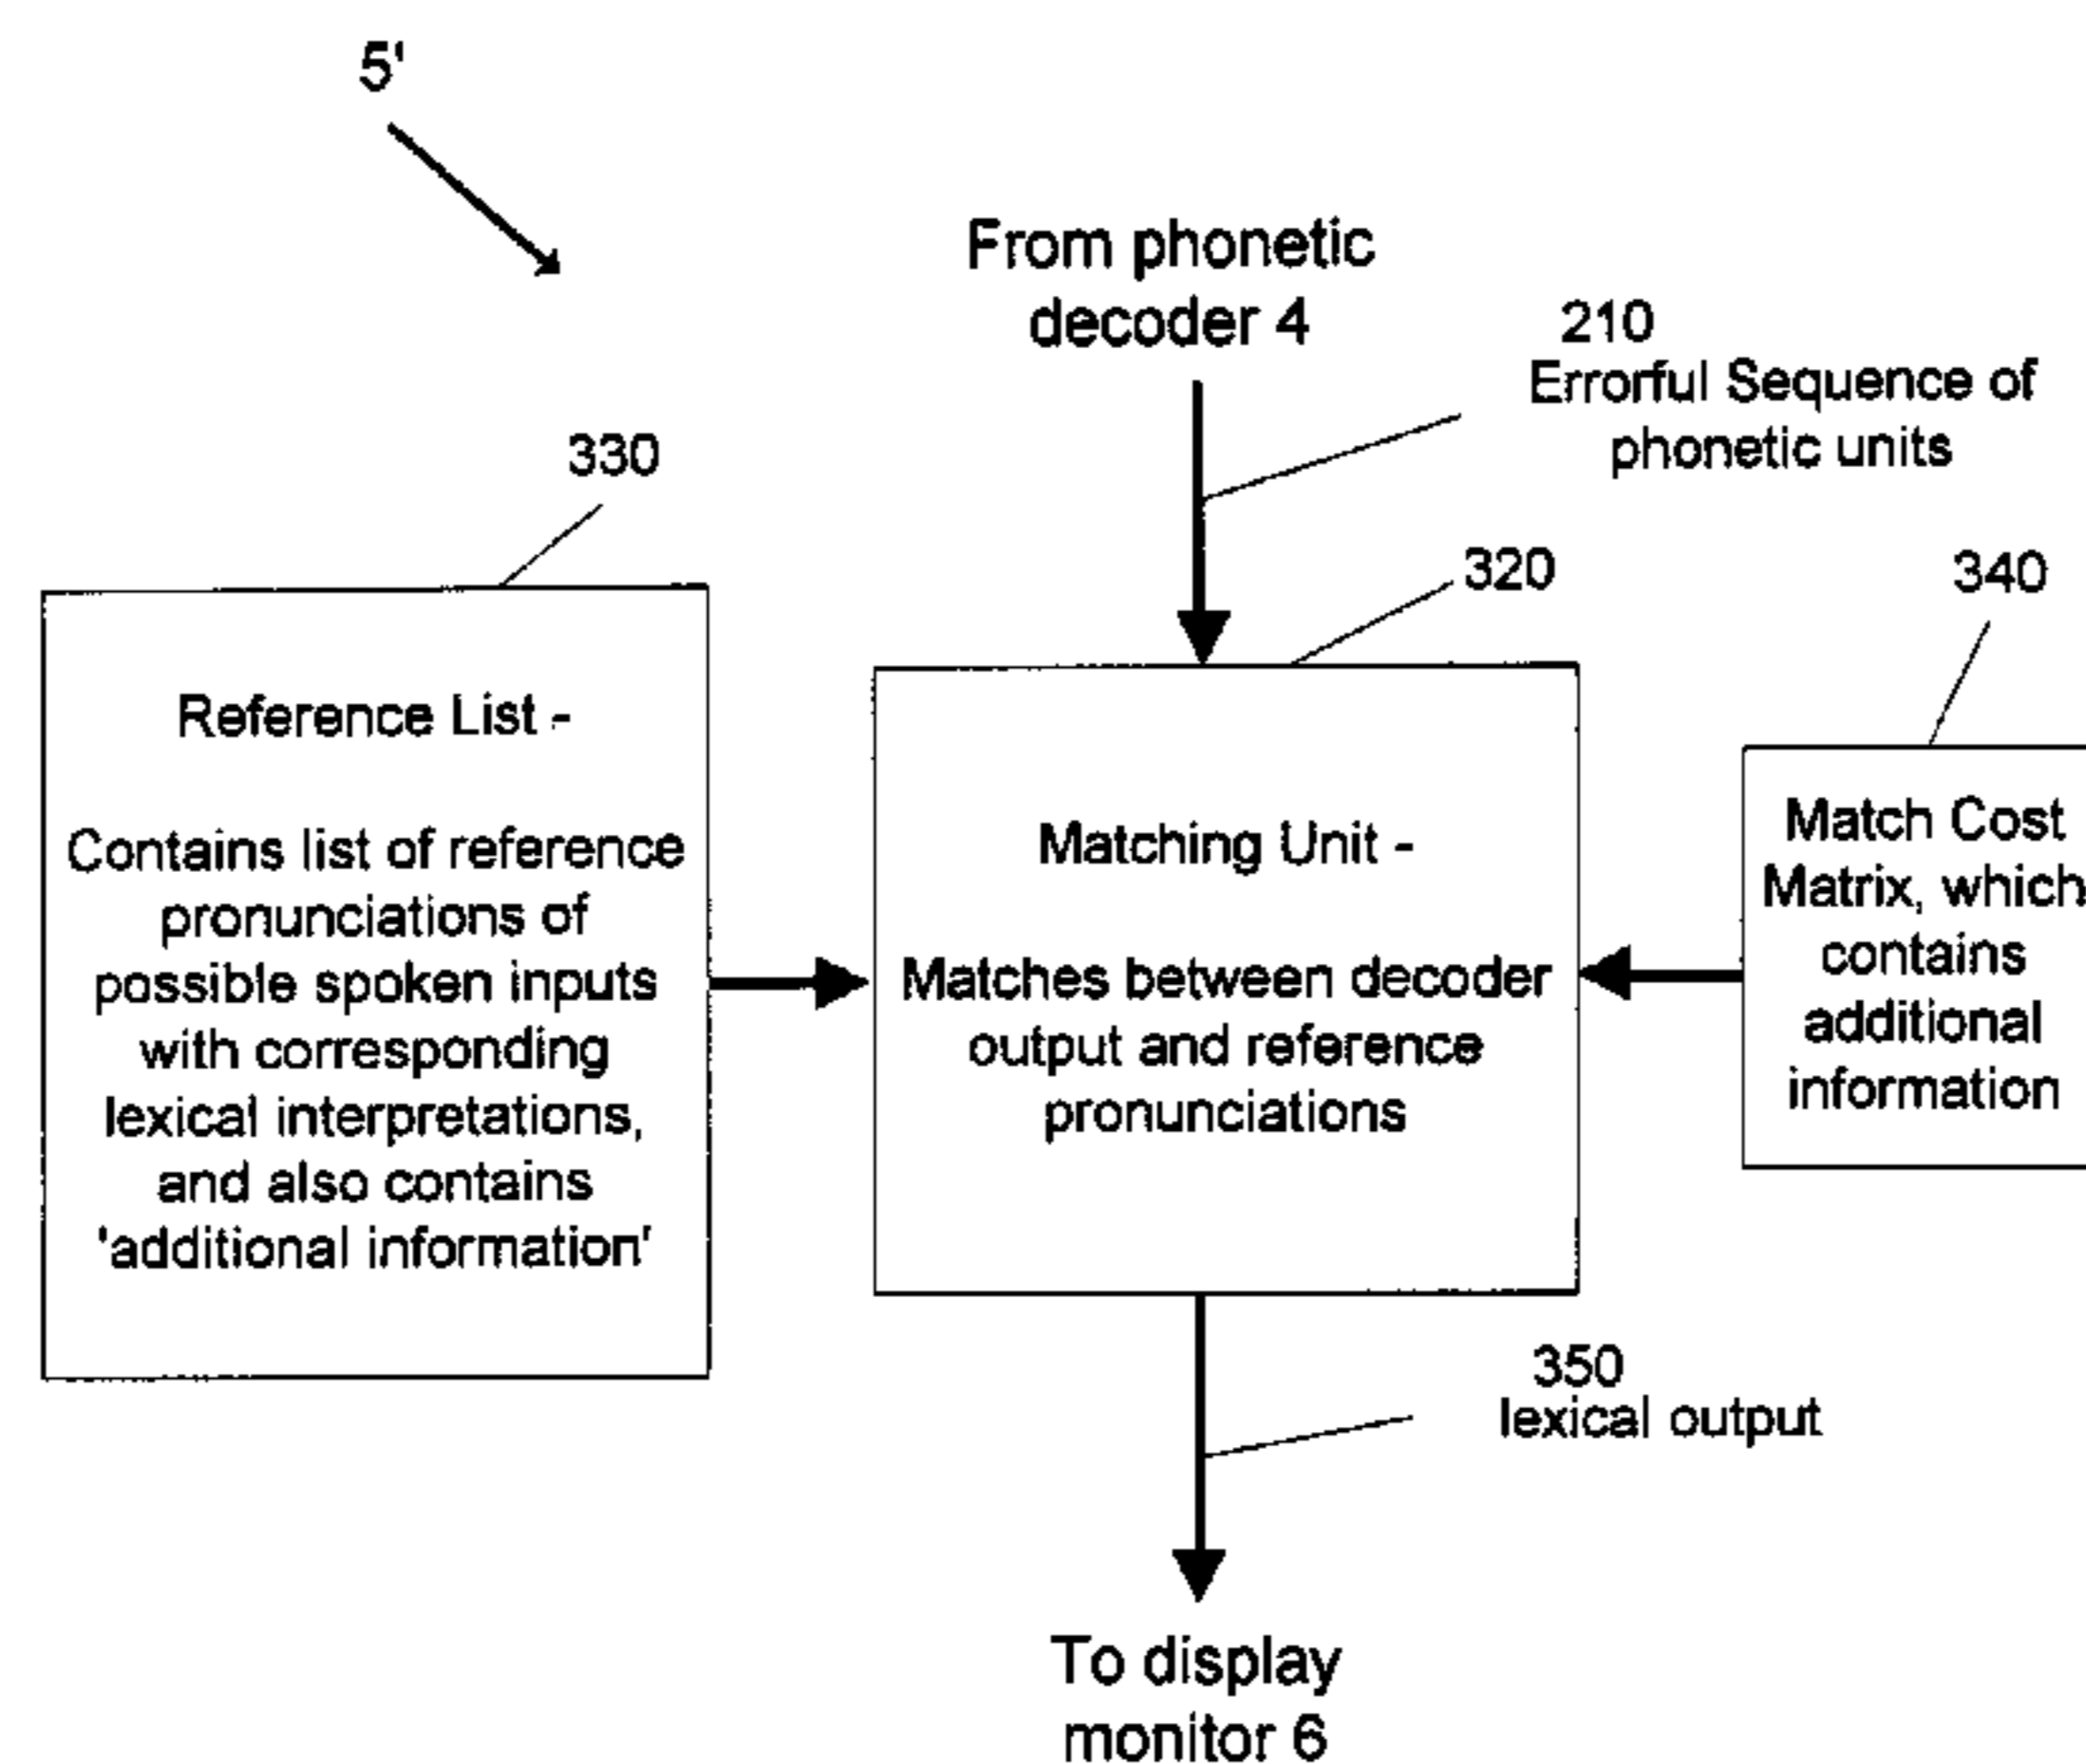 5'
From phonetic
decoder 4
210
Errorful Sequence of
phonetic units
330
320
340
Reference List -
Contains list of reference
pronunciations of
possible spoken inputs
with corresponding
lexical interpretations,
and also contains
'additional information'
Matching Unit -
Matches between decoder
output and reference
pronunciations
Match Cost
Matrix, which
contains
additional
information
350
lexical output
To display
monitor 6